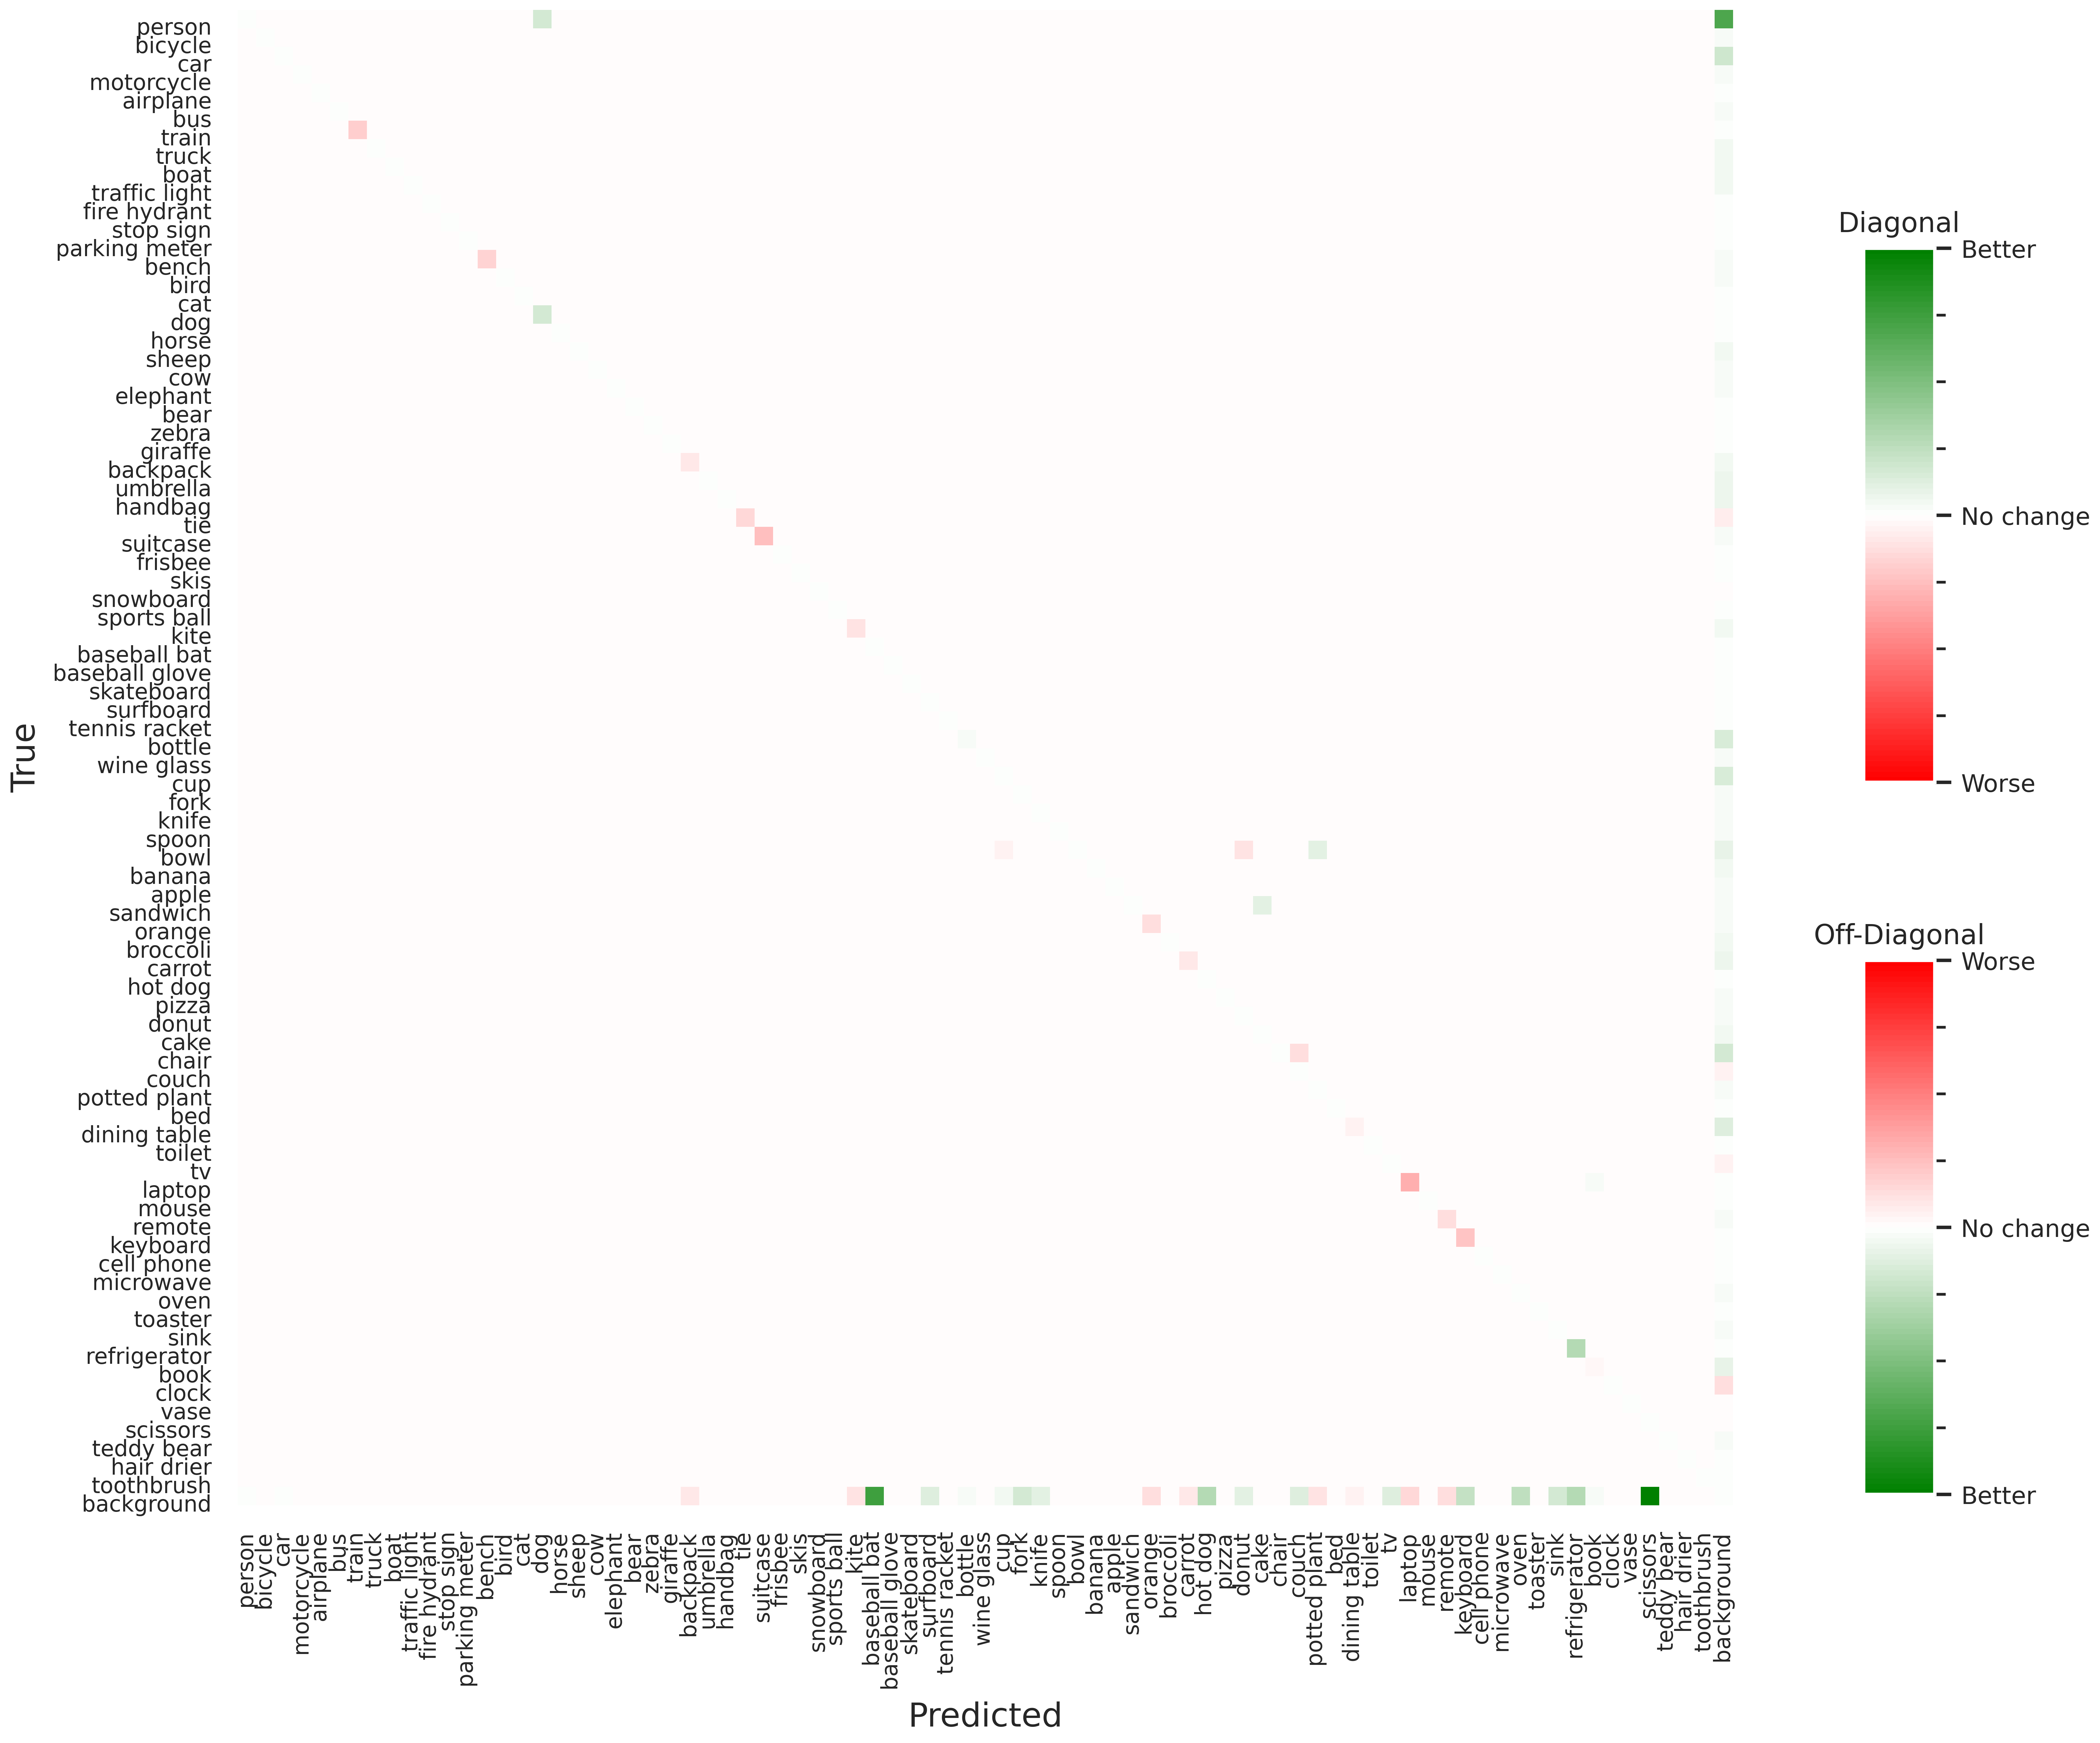 True
person
bicycle
car
motorcycle
airplane
bus
train
truck
boat
traffic light
fire hydrant
stop sign
parking meter
bench
bird
cat
dog
horse
sheep
cow
elephant
bear
zebra
giraffe
backpack
umbrella
handbag
tie
suitcase
frisbee
skis
snowboard
sports ball
kite
baseball bat
baseball glove
skateboard
surfboard
tennis racket
bottle
wine glass
cup
fork
knife
spoon
bowl
banana
apple
sandwich
orange
broccoli
carrot
hot dog
pizza
donut
cake
chair
couch
potted plant
bed
dining table
toilet
tv
laptop
mouse
remote
keyboard
cell phone
microwave
oven
toaster
sink
refrigerator
book
clock
vase
scissors
teddy bear
hair drier
toothbrush
background
person
bicycle
car
motorcycle
airplane
bus
train
truck
boat
traffic light
fire hydrant
stop sign
parking meter
bench
bird
cat
dog
horse
sheep
cow
elephant
bear
zebra
giraffe
backpack
umbrella
handbag
tie
suitcase
frisbee
skis
snowboard
sports ball
kite
baseball bat
baseball glove
skateboard
surfboard
tennis racket
bottle
wine glass
cup
fork
knife
spoon
bowl
banana
apple
sandwich
orange
broccoli
carrot
hot dog
pizza
donut
cake
chair
couch
potted plant
bed
dining table
toilet
tv
laptop
mouse
remote
keyboard
cell phone
microwave
oven
toaster
sink
refrigerator
book
clock
vase
scissors
teddy bear
hair drier
toothbrush
background
Predicted
Diagonal
Better
No change
Worse
Off-Diagonal
Worse
No change
Better